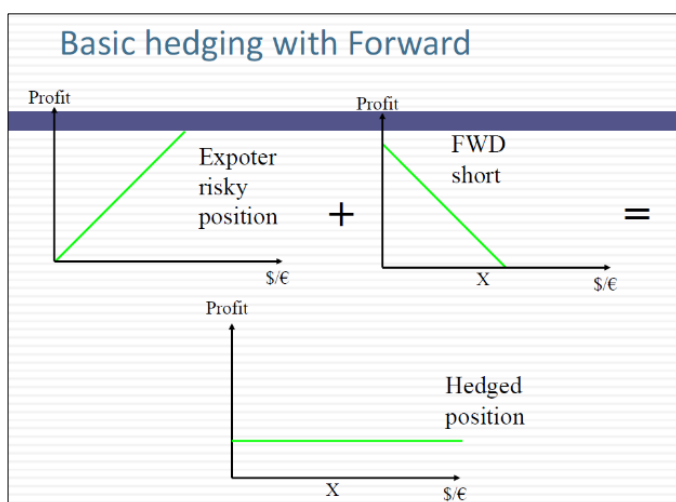 Basic hedging with Forward
Profit
Expoter
risky
position
$/€
+
Profit
FWD
short
X
$/€
=
Profit
Hedged
position
X
$/€